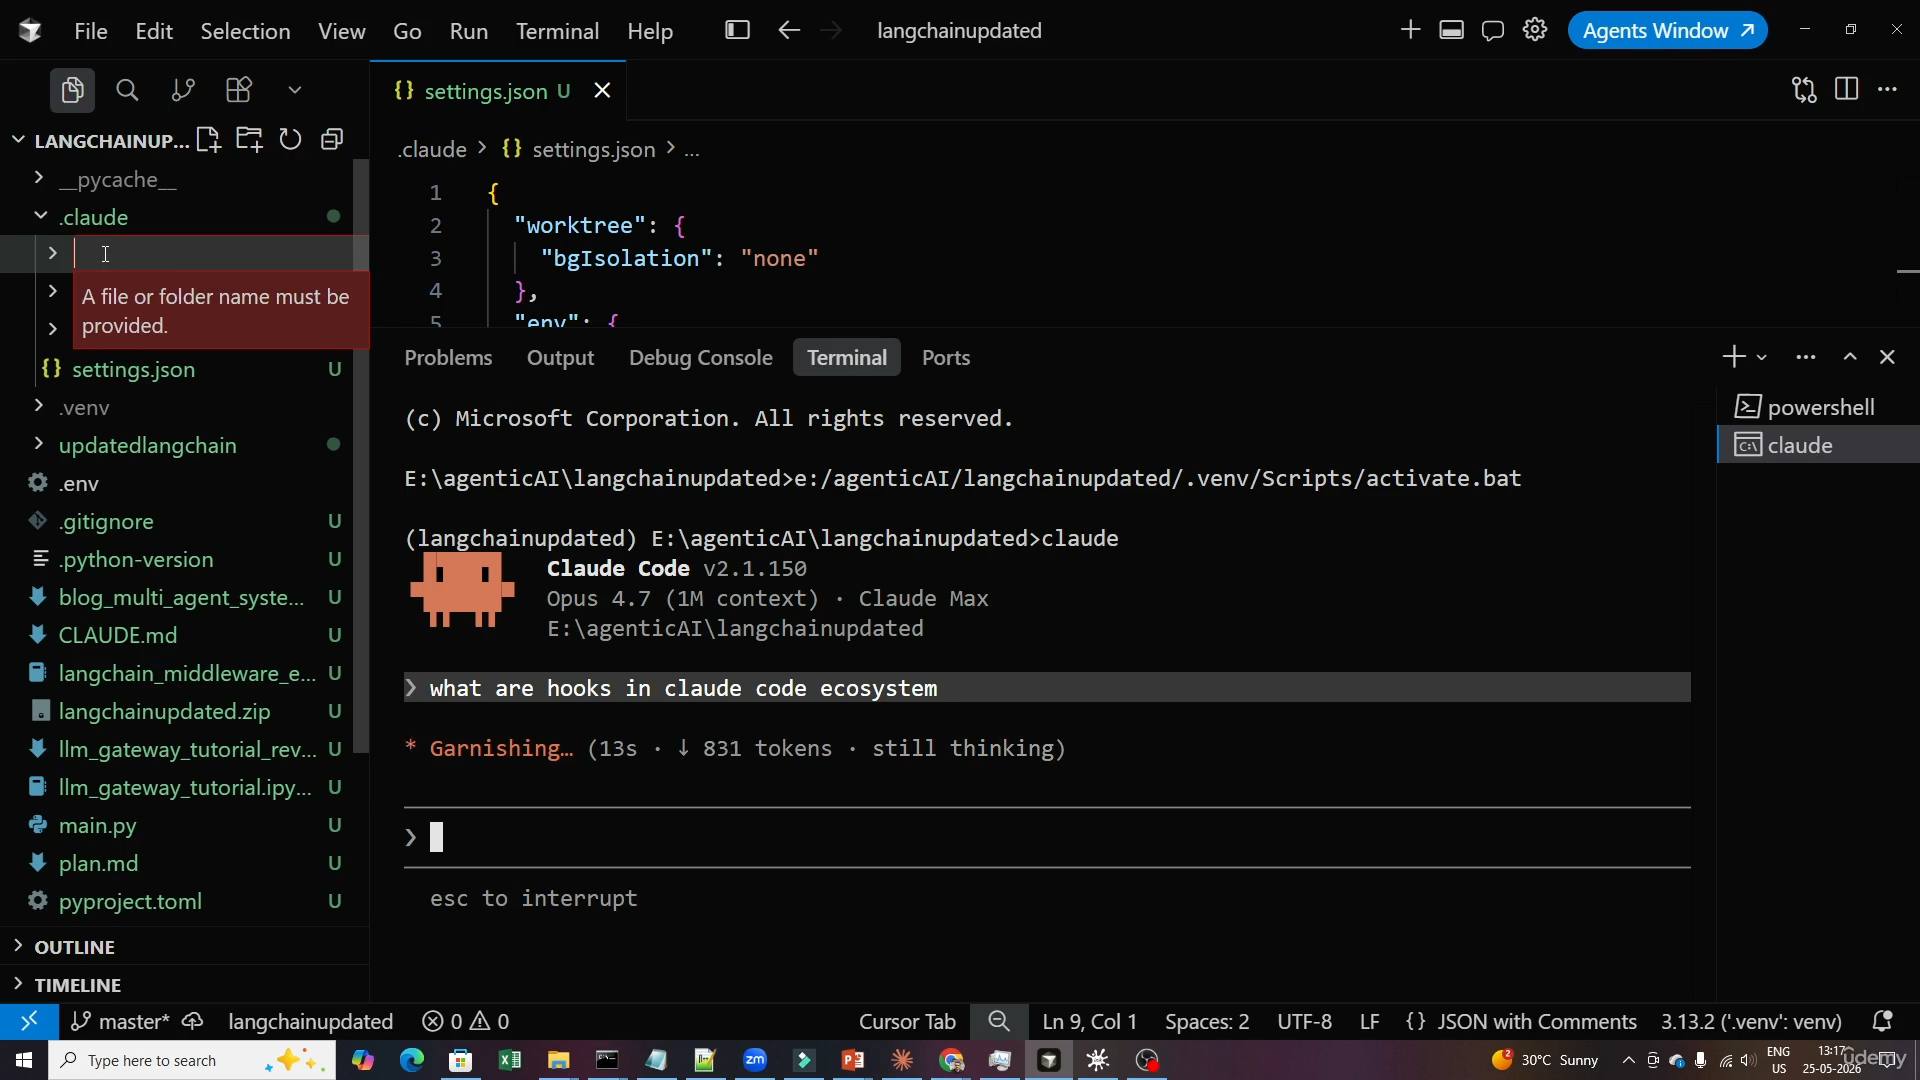 File Edit Selection View Go Run Terminal Help langchainupdated Agents Window ↗
LANGCHAINUP...
__pycache__
.claude
A file or folder name must be
provided.
{} settings.json U
.venv
updatedlangchain
.env
.gitignore U
.python-version U
blog_multi_agent_syste... U
CLAUDE.md U
langchain_middleware_e... U
langchainupdated.zip U
llm_gateway_tutorial_rev... U
llm_gateway_tutorial.ipy... U
main.py U
plan.md U
pyproject.toml U
OUTLINE
TIMELINE
{} settings.json U
.claude > {} settings.json > ...
1 {
2 "worktree": {
3 "bgIsolation": "none"
4 },
5 "env": {
Problems Output Debug Console Terminal Ports
(c) Microsoft Corporation. All rights reserved.
E:\agenticAI\langchainupdated>e:/agenticAI/langchainupdated/.venv/Scripts/activate.bat
(langchainupdated) E:\agenticAI\langchainupdated>claude
Claude Code v2.1.150
Opus 4.7 (1M context) · Claude Max
E:\agenticAI\langchainupdated
❯ what are hooks in claude code ecosystem
* Garnishing… (13s · ↓ 831 tokens · still thinking)
❯
esc to interrupt
powershell
claude
master* langchainupdated 0 0 Cursor Tab Ln 9, Col 1 Spaces: 2 UTF-8 LF {} JSON with Comments 3.13.2 ('.venv': venv)
Type here to search
30°C Sunny
ENG
US
13:17
25-05-2026
ûdemy